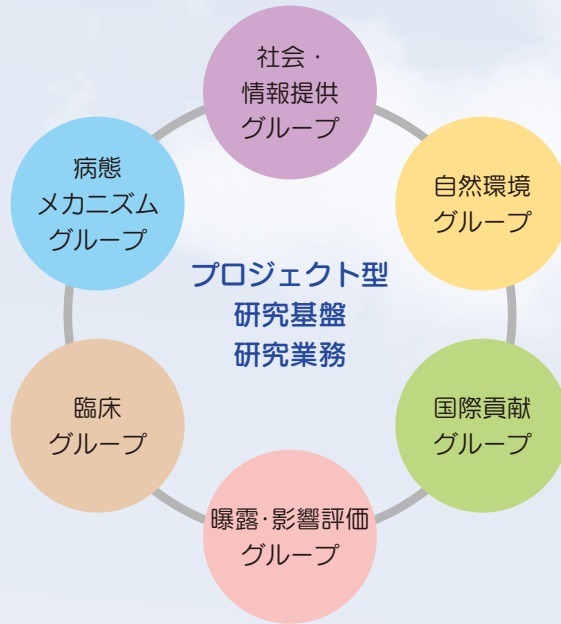 社会・
情報提供
グループ
病態
メカニズム
グループ
自然環境
グループ
プロジェクト型
研究基盤
研究業務
臨床
グループ
国際貢献
グループ
曝露・影響評価
グループ